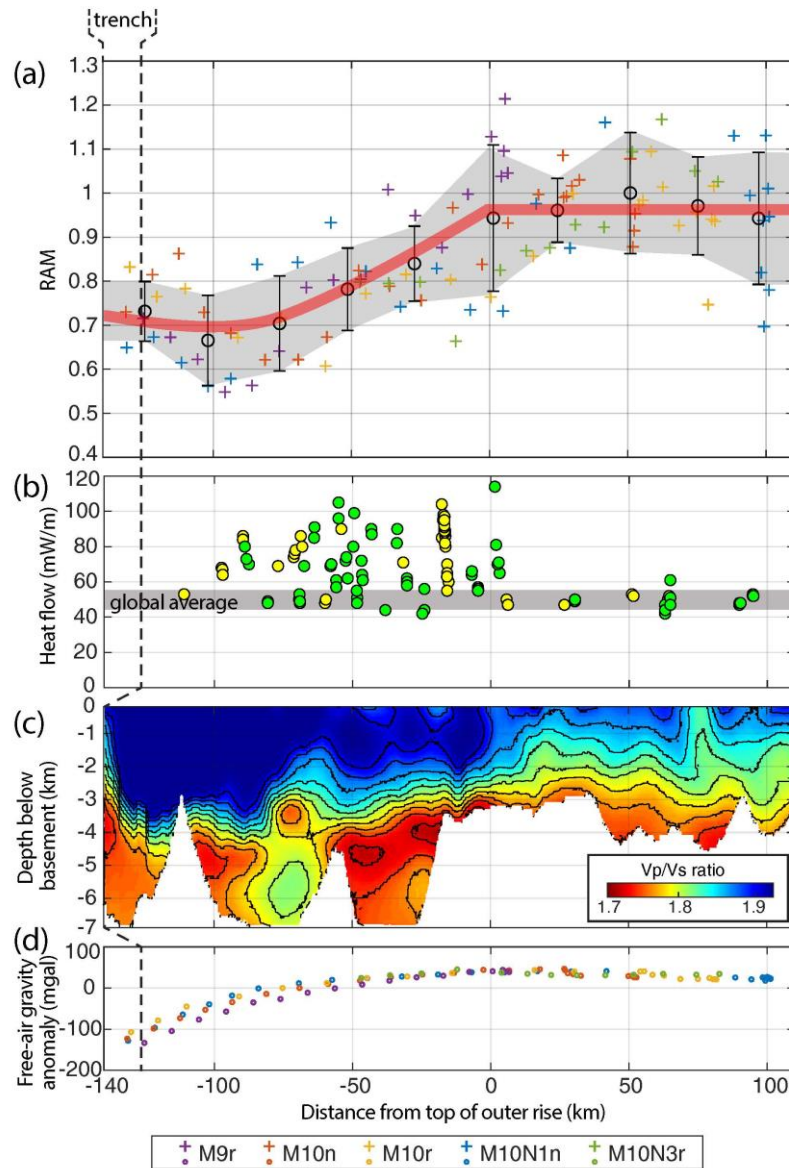 trench
(a)
1.3
1.2
1.1
1
0.9
0.8
0.7
0.6
0.5
0.4
RAM
(b)
120
100
80
60
40
20
0
Heat flow (mW/m)
global average
(c)
0
-1
-2
-3
-4
-5
-6
-7
Depth below
basement (km)
Vp/Vs ratio
1.7 1.8 1.9
(d)
100
0
-100
-200
Free-air gravity
anomaly (mgal)
-140 -100 -50 0 50 100
Distance from top of outer rise (km)
M9r M10n M10r M10N1n M10N3r